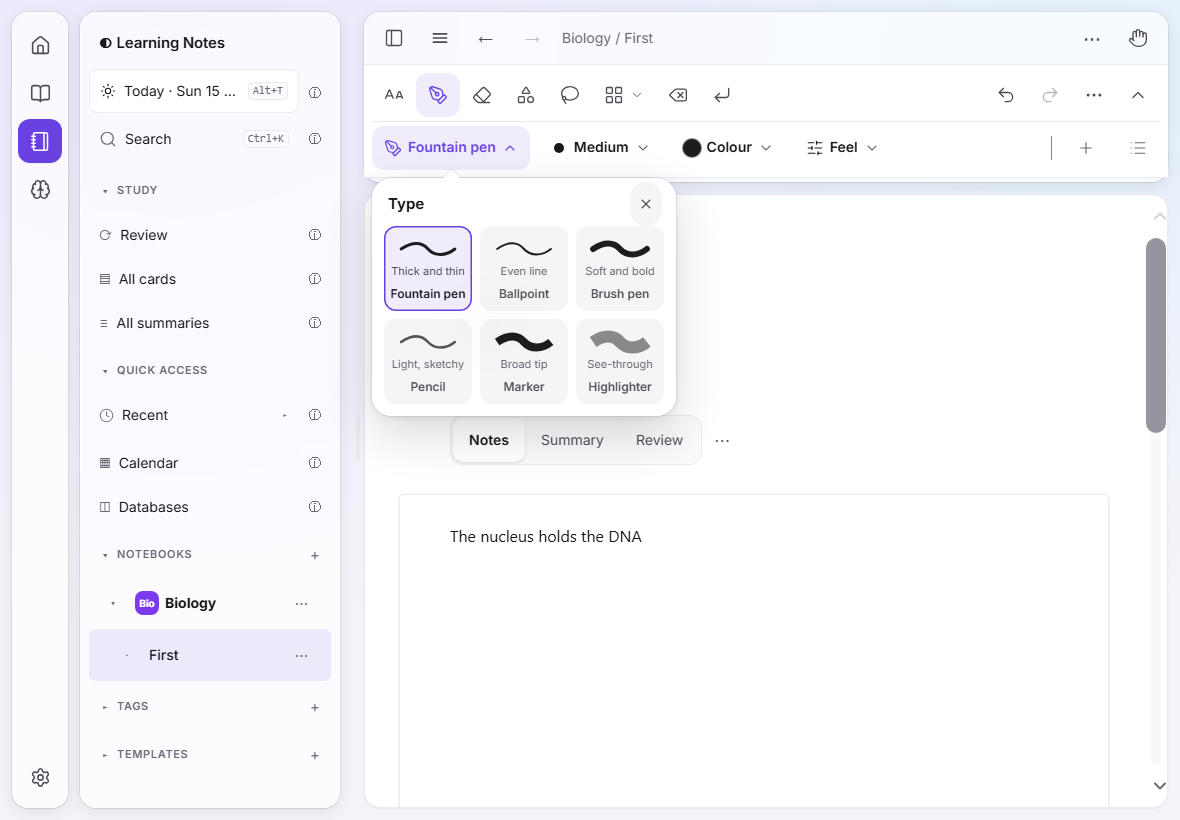 Learning Notes
Today · Sun 15 ...
Alt+T
Search
Ctrl+K
STUDY
Review
All cards
All summaries
QUICK ACCESS
Recent
Calendar
Databases
NOTEBOOKS
Bio
Biology
First
TAGS
TEMPLATES
Biology / First
AA
Fountain pen
Medium
Colour
Feel
Type
Thick and thin
Fountain pen
Even line
Ballpoint
Soft and bold
Brush pen
Light, sketchy
Pencil
Broad tip
Marker
See-through
Highlighter
Notes
Summary
Review
The nucleus holds the DNA